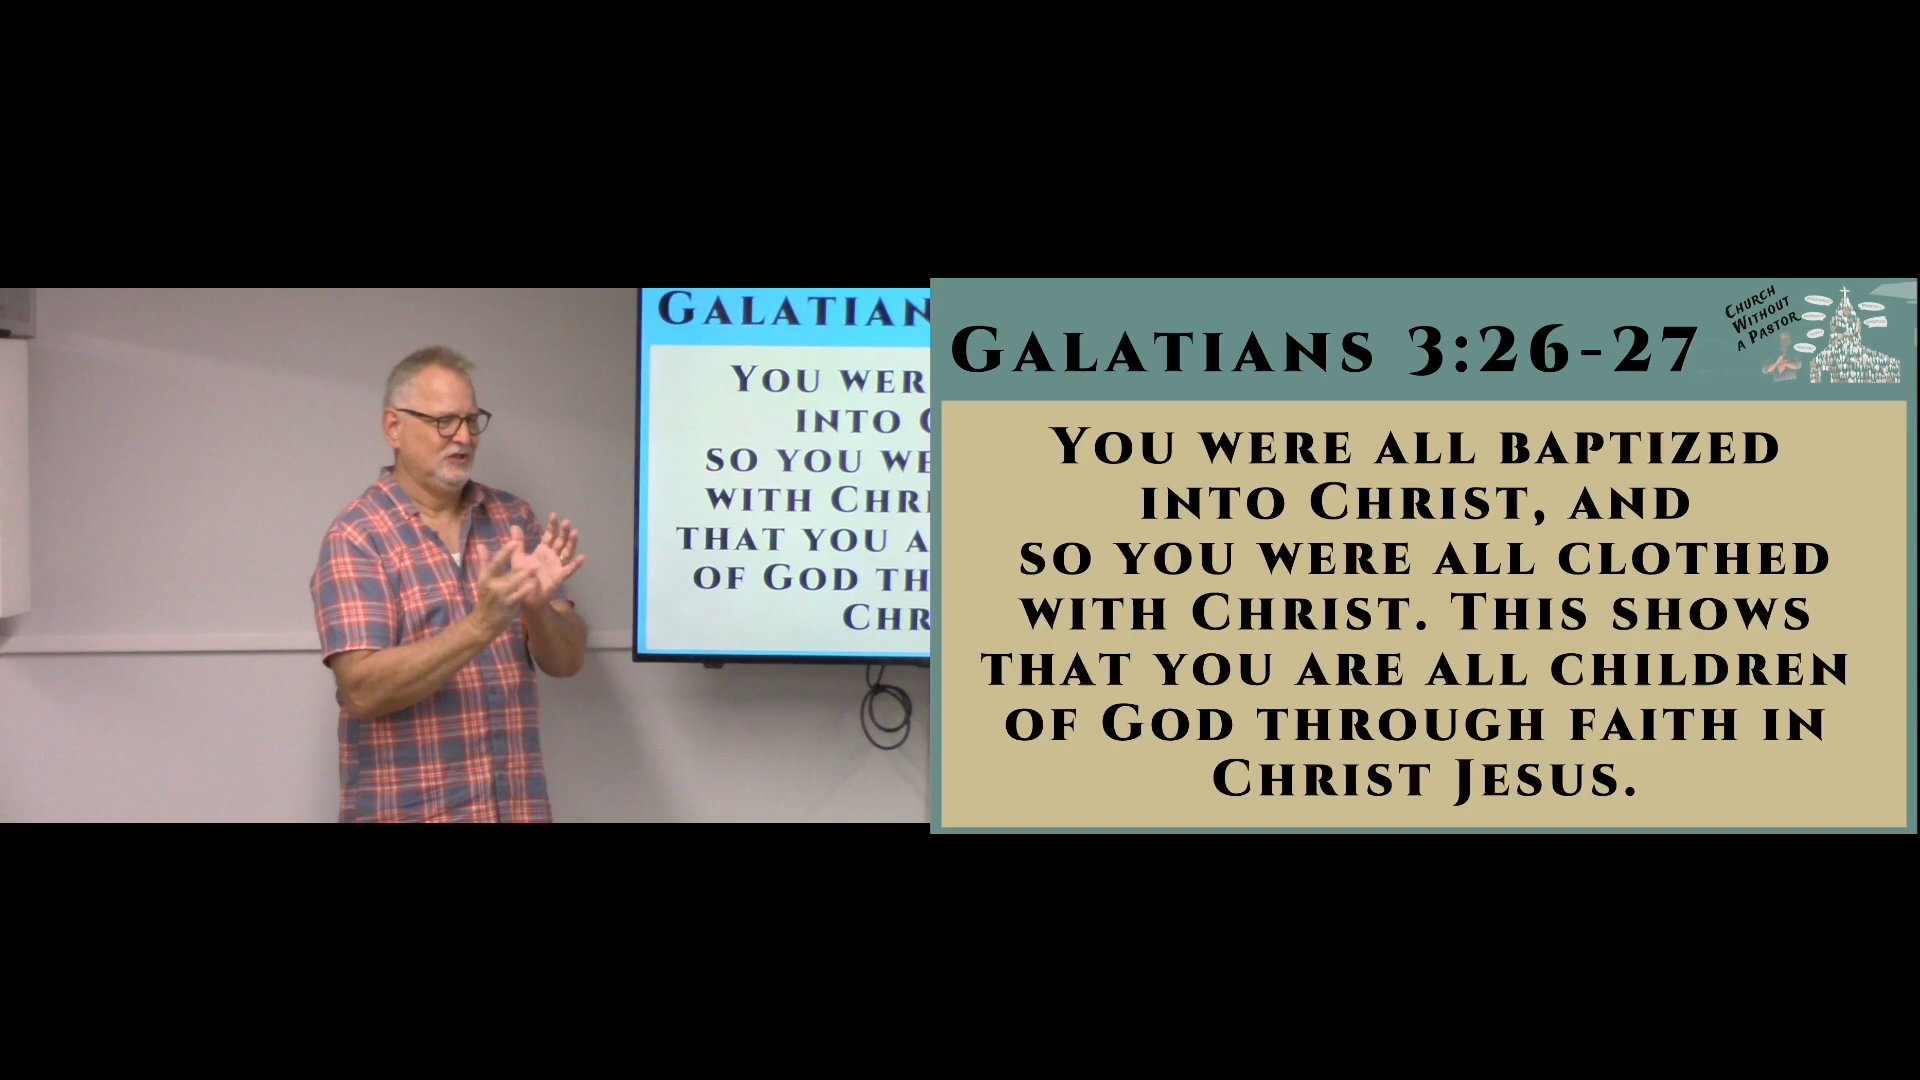 GALATIAN
YOU WER
INTO
SO YOU WE
WITH CHRI
THAT YOU A
OF GOD TH
CHR
GALATIANS 3:26-27
CHURCH
WITHOUT
A PASTOR
YOU WERE ALL BAPTIZED
INTO CHRIST, AND
SO YOU WERE ALL CLOTHED
WITH CHRIST. THIS SHOWS
THAT YOU ARE ALL CHILDREN
OF GOD THROUGH FAITH IN
CHRIST JESUS.